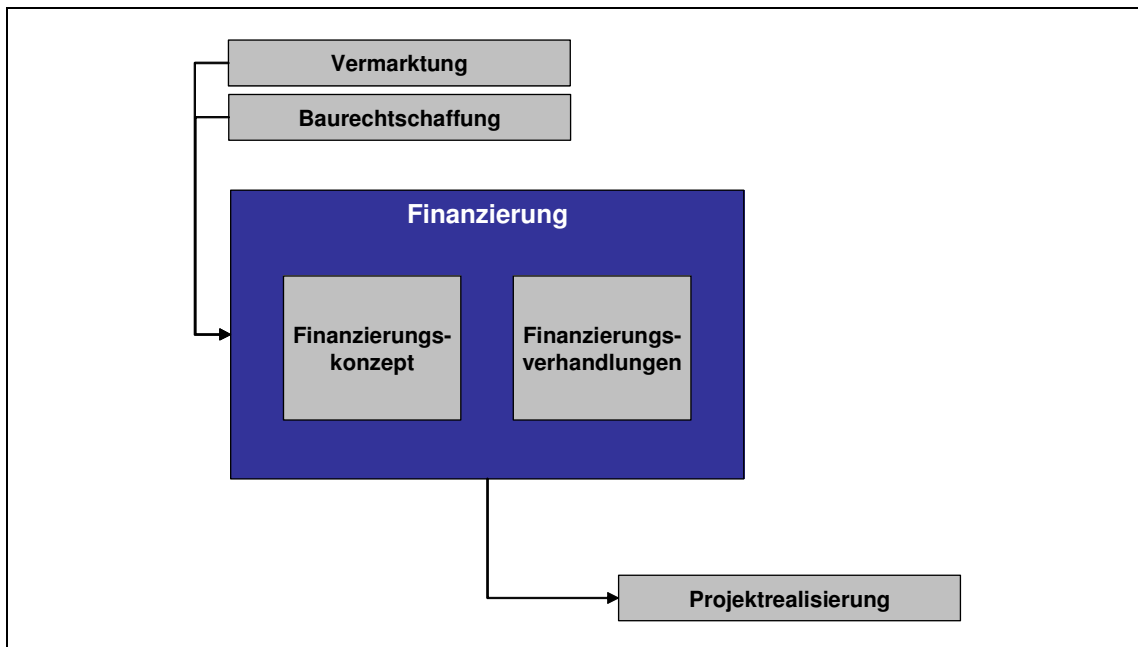 Vermarktung
Baurechtschaffung
Finanzierung
Finanzierungs-
konzept
Finanzierungs-
verhandlungen
Projektrealisierung